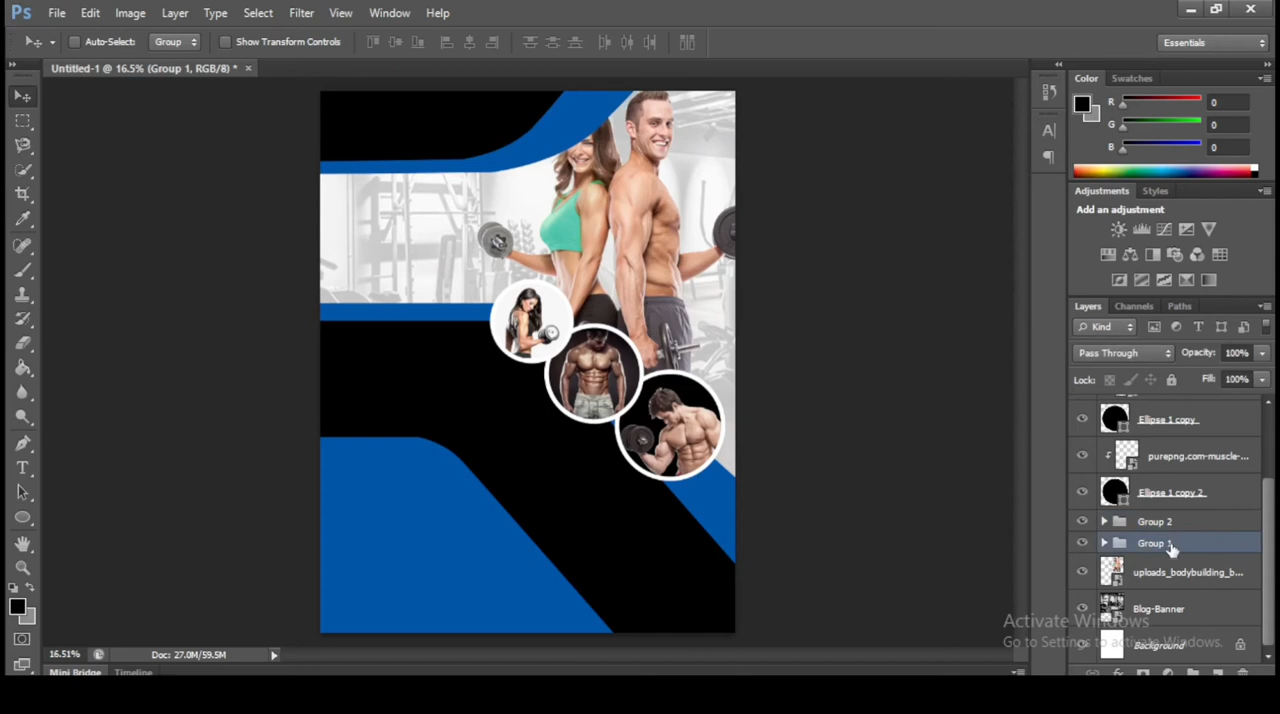 Ps File Edit Image Layer Type Select Filter View Window Help
Auto-Select: Group Show Transform Controls Essentials
Untitled-1 @ 16.5% (Group 1, RGB/8) * ×
Color Swatches
R 0
G 0
B 0
Adjustments Styles
Add an adjustment
Layers Channels Paths
Kind
Pass Through Opacity: 100%
Lock: Fill: 100%
Ellipse 1 copy
purepng.com-muscle-...
Ellipse 1 copy 2
Group 2
Group 1
uploads_bodybuilding_b...
Blog-Banner
Background
Activate Windows
Go to Settings to activate Windows.
16.51% Doc: 27.0M/59.5M
Mini Bridge Timeline